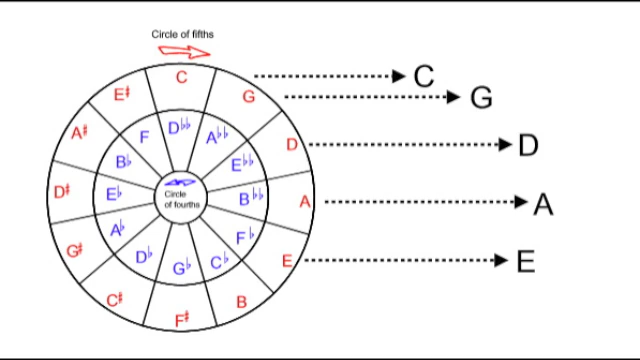 Circle of fifths
C
G
D
A
E
B
F♯
C♯
G♯
D♯
A♯
E♯
D♭♭
A♭♭
E♭♭
B♭♭
F♭
C♭
G♭
D♭
A♭
E♭
B♭
F
Circle
of fourths
C
G
D
A
E